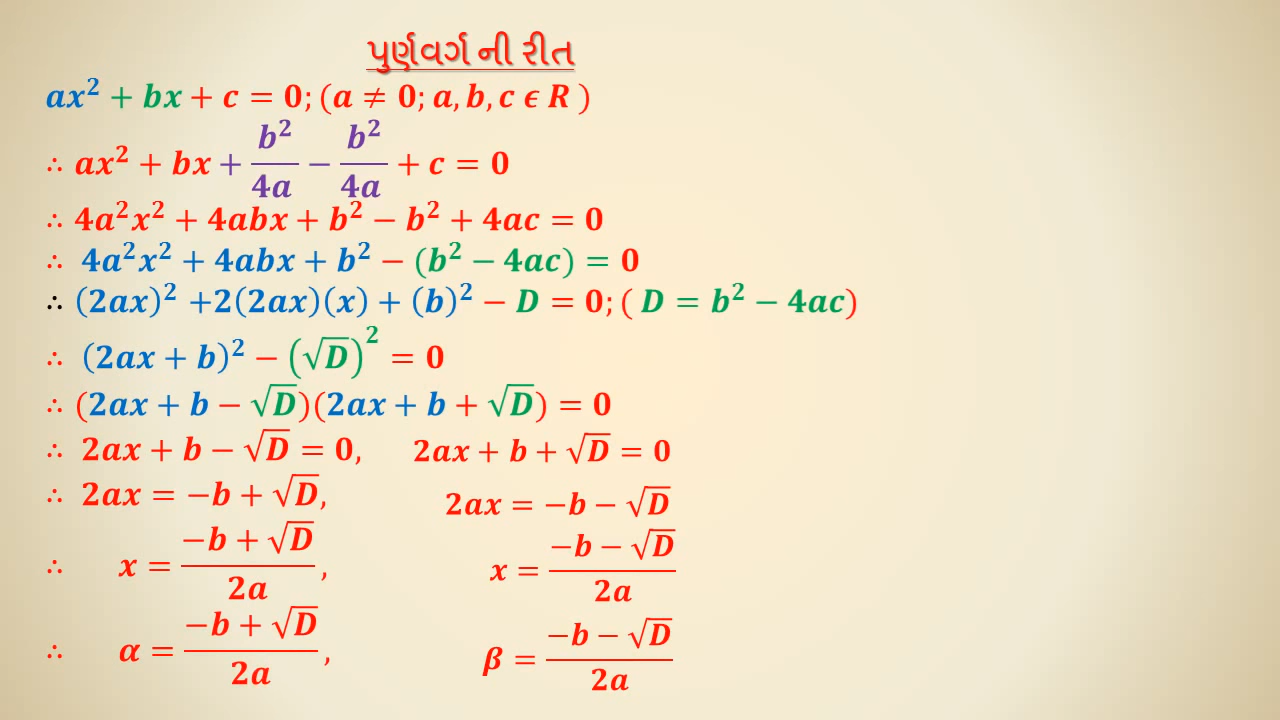 પુર્ણવર્ગ ની રીત
ax² + bx + c = 0; (a ≠ 0; a, b, c ϵ R )
∴ ax² + bx + b²/4a − b²/4a + c = 0
∴ 4a²x² + 4abx + b² − b² + 4ac = 0
∴ 4a²x² + 4abx + b² − (b² − 4ac) = 0
∴ (2ax)² +2(2ax)(x) + (b)² − D = 0; ( D = b² − 4ac)
∴ (2ax + b)² − (√D)² = 0
∴ (2ax + b − √D)(2ax + b + √D) = 0
∴ 2ax + b − √D = 0, 2ax + b + √D = 0
∴ 2ax = −b + √D, 2ax = −b − √D
∴ x = (−b + √D)/2a, x = (−b − √D)/2a
∴ α = (−b + √D)/2a, β = (−b − √D)/2a